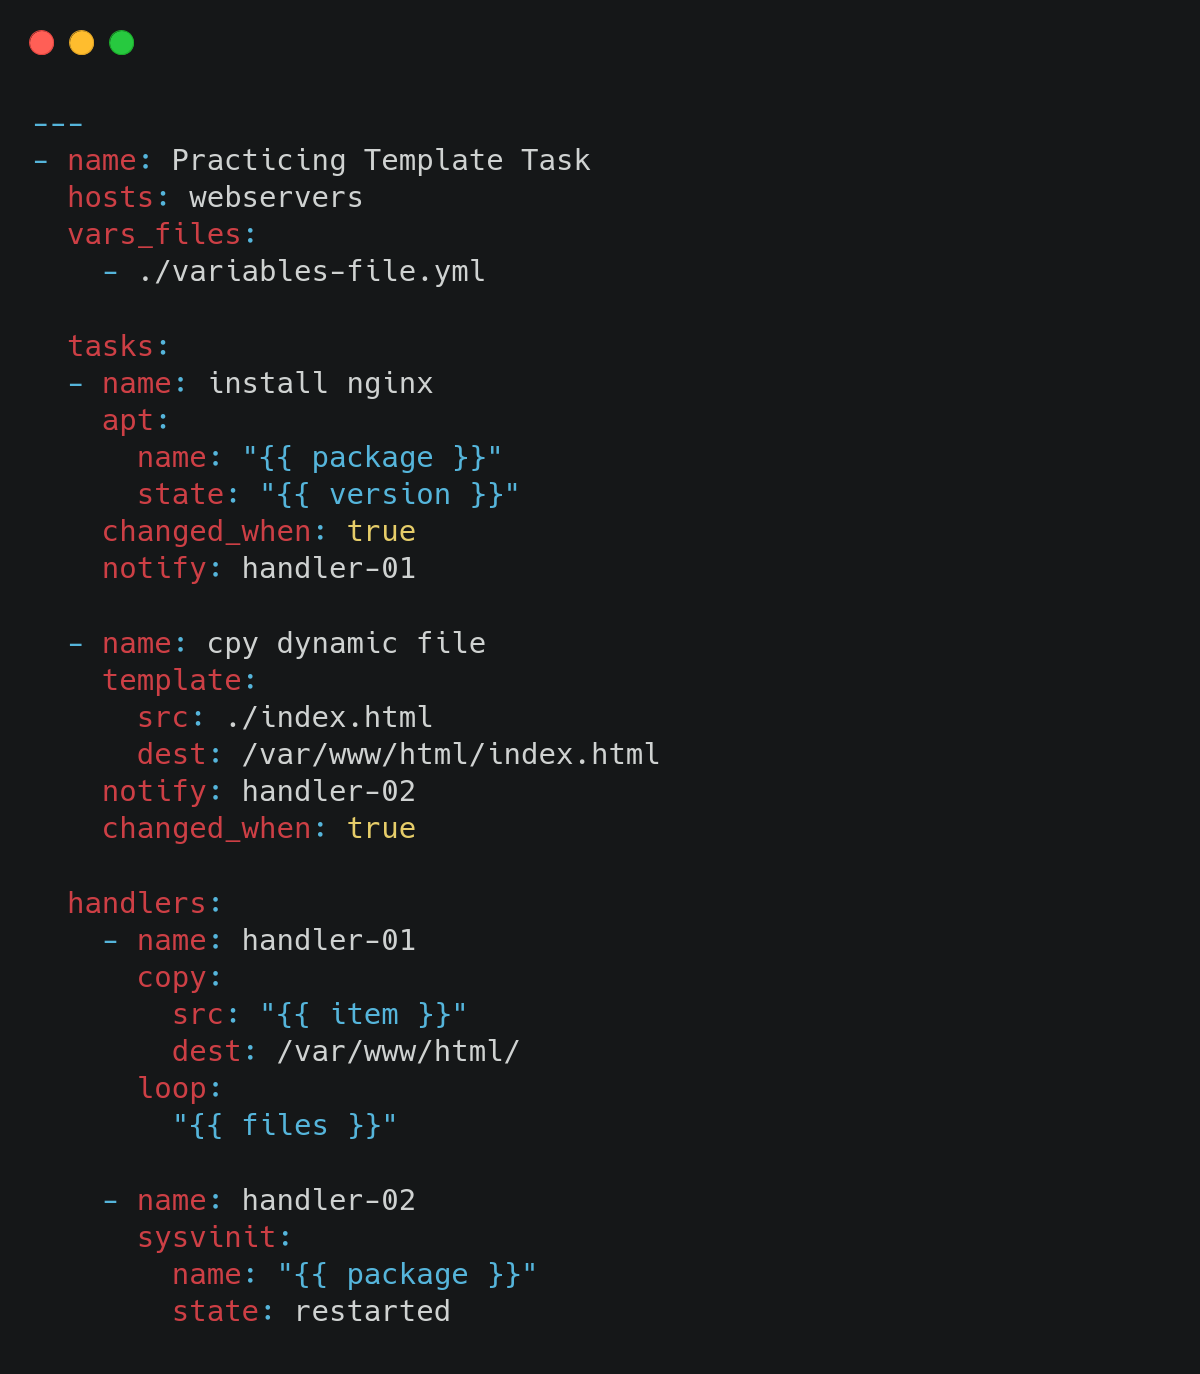 ---
- name: Practicing Template Task
  hosts: webservers
  vars_files:
    - ./variables-file.yml

  tasks:
  - name: install nginx
    apt:
      name: "{{ package }}"
      state: "{{ version }}"
    changed_when: true
    notify: handler-01

  - name: cpy dynamic file
    template:
      src: ./index.html
      dest: /var/www/html/index.html
    notify: handler-02
    changed_when: true

  handlers:
    - name: handler-01
      copy:
        src: "{{ item }}"
        dest: /var/www/html/
      loop:
        "{{ files }}"

    - name: handler-02
      sysvinit:
        name: "{{ package }}"
        state: restarted